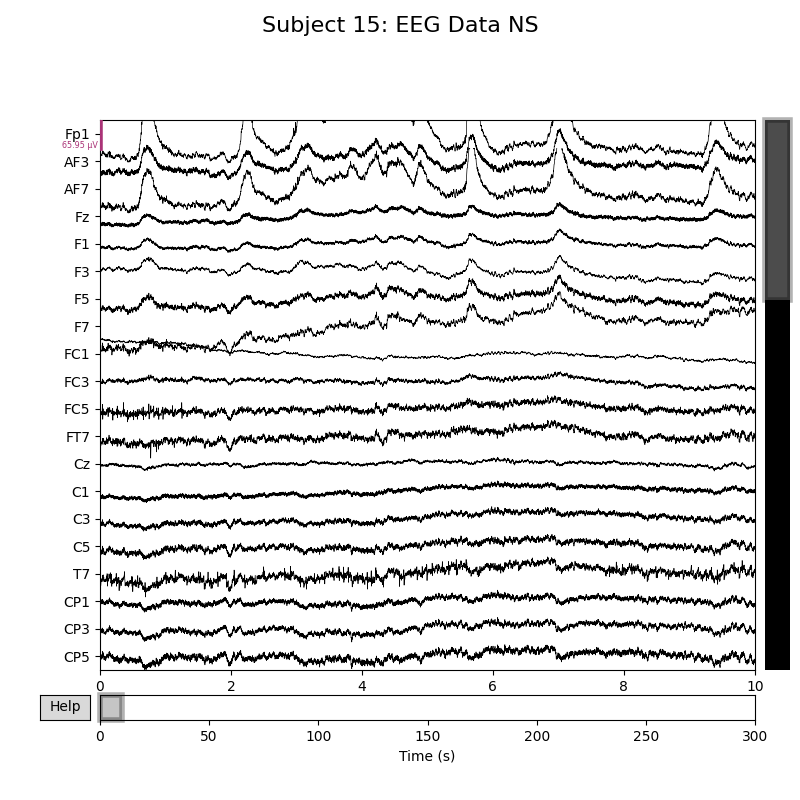 Subject 15: EEG Data NS
Fp1
65.95 µV
AF3
AF7
Fz
F1
F3
F5
F7
FC1
FC3
FC5
FT7
Cz
C1
C3
C5
T7
CP1
CP3
CP5
0 2 4 6 8 10
Help
0 50 100 150 200 250 300
Time (s)